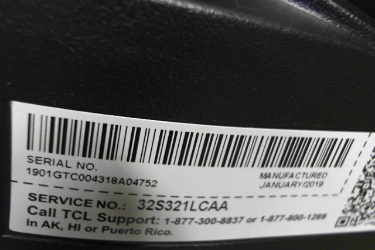 SERIAL NO.
1901GTC004318A04752
MANUFACTURED
JANUARY/2019
SERVICE NO.: 32S321LCAA
Call TCL Support: 1-877-300-8837 or 1-877-800-1269
in AK, HI or Puerto Rico.